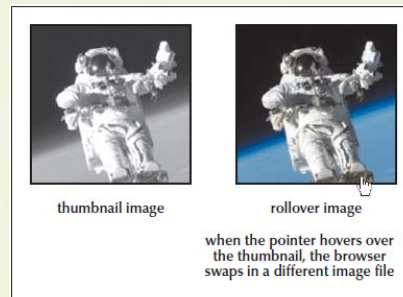 thumbnail image
rollover image
when the pointer hovers over
the thumbnail, the browser
swaps in a different image file